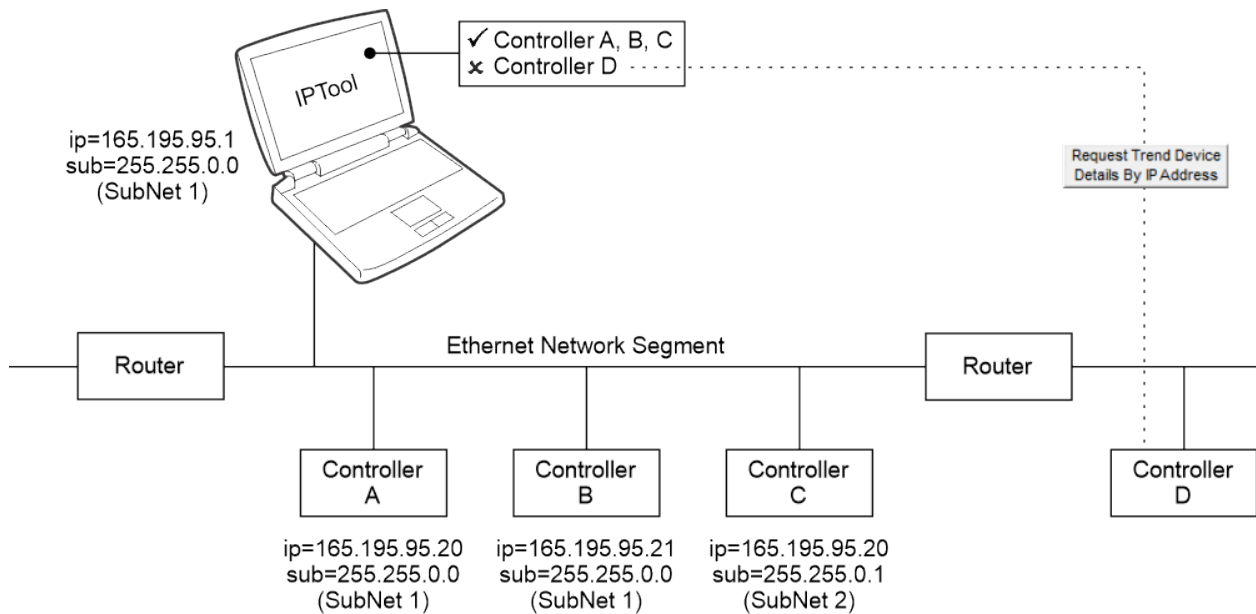 ✓ Controller A, B, C
✗ Controller D
IPTool
ip=165.195.95.1
sub=255.255.0.0
(SubNet 1)
Request Trend Device
Details By IP Address
Ethernet Network Segment
Router
Router
Controller
A
Controller
B
Controller
C
Controller
D
ip=165.195.95.20
sub=255.255.0.0
(SubNet 1)
ip=165.195.95.21
sub=255.255.0.0
(SubNet 1)
ip=165.195.95.20
sub=255.255.0.1
(SubNet 2)